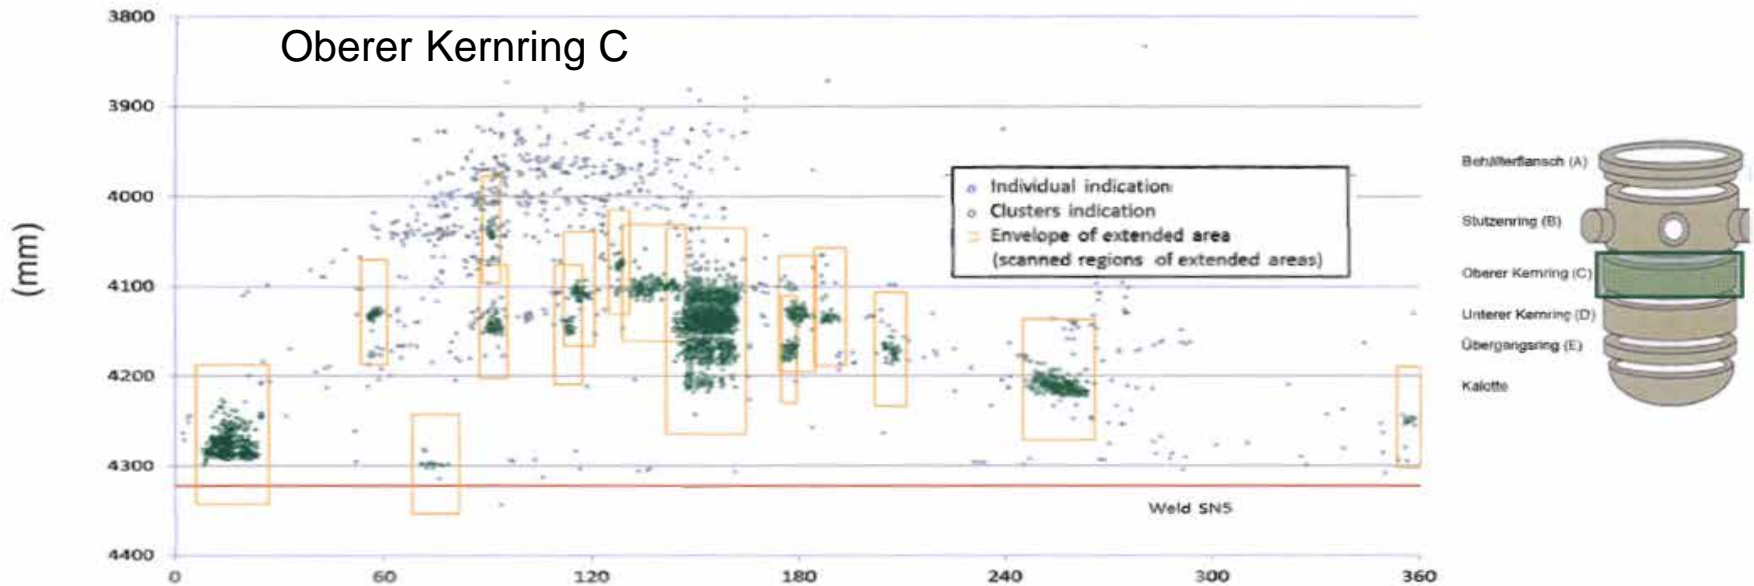 Oberer Kernring C
3800
3900
4000
4100
4200
4300
4400
(mm)
0
60
120
180
240
300
360
Individual indication
Clusters indication
Envelope of extended area
(scanned regions of extended areas)
Weld SN5
Behälterflansch (A)
Stutzenring (B)
Oberer Kernring (C)
Unterer Kernring (D)
Übergangsring (E)
Kalotte